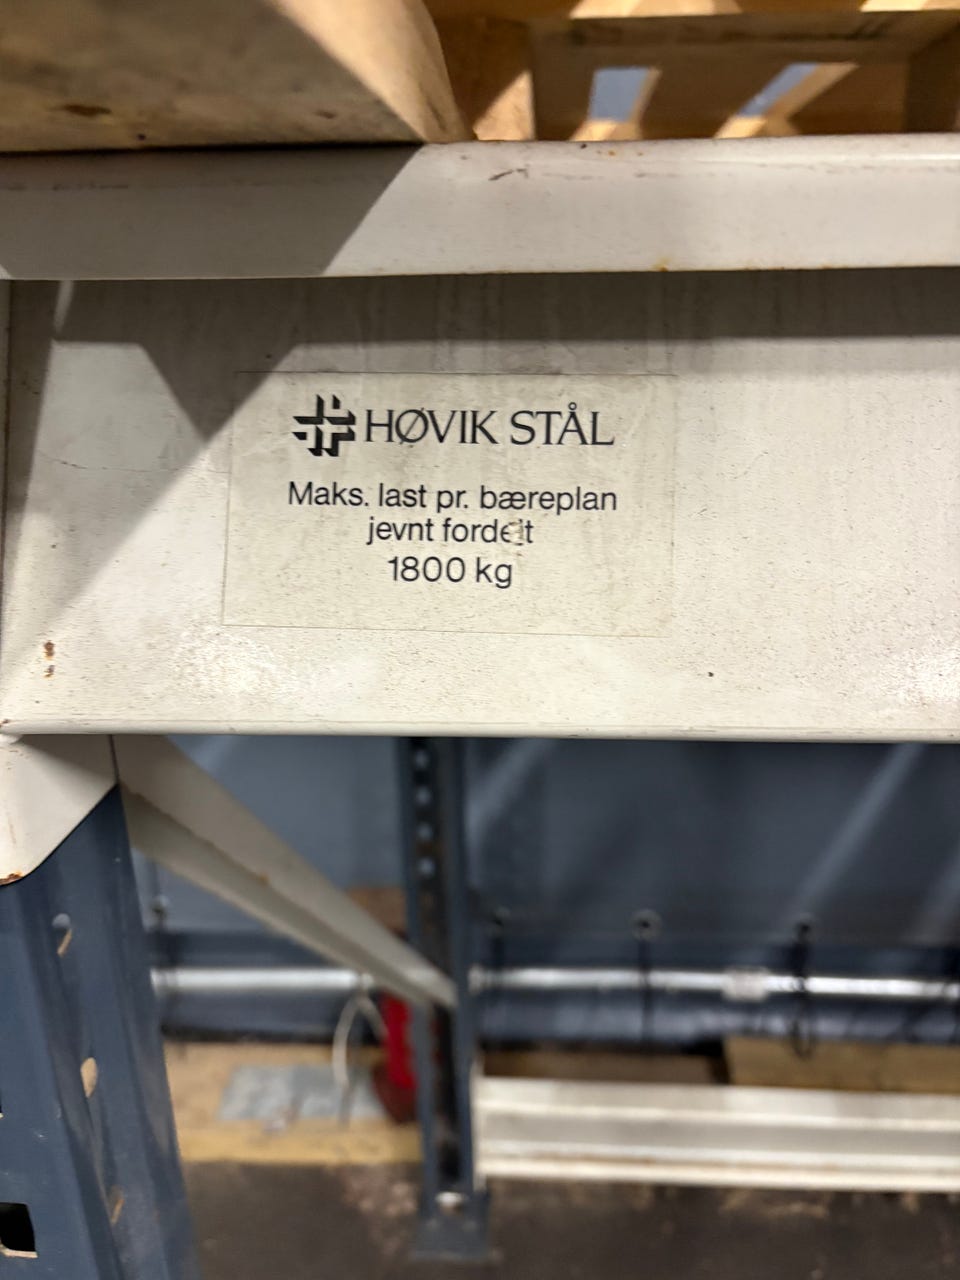 HØVIK STÅL
Maks. last pr. bæreplan
jevnt fordelt
1800 kg